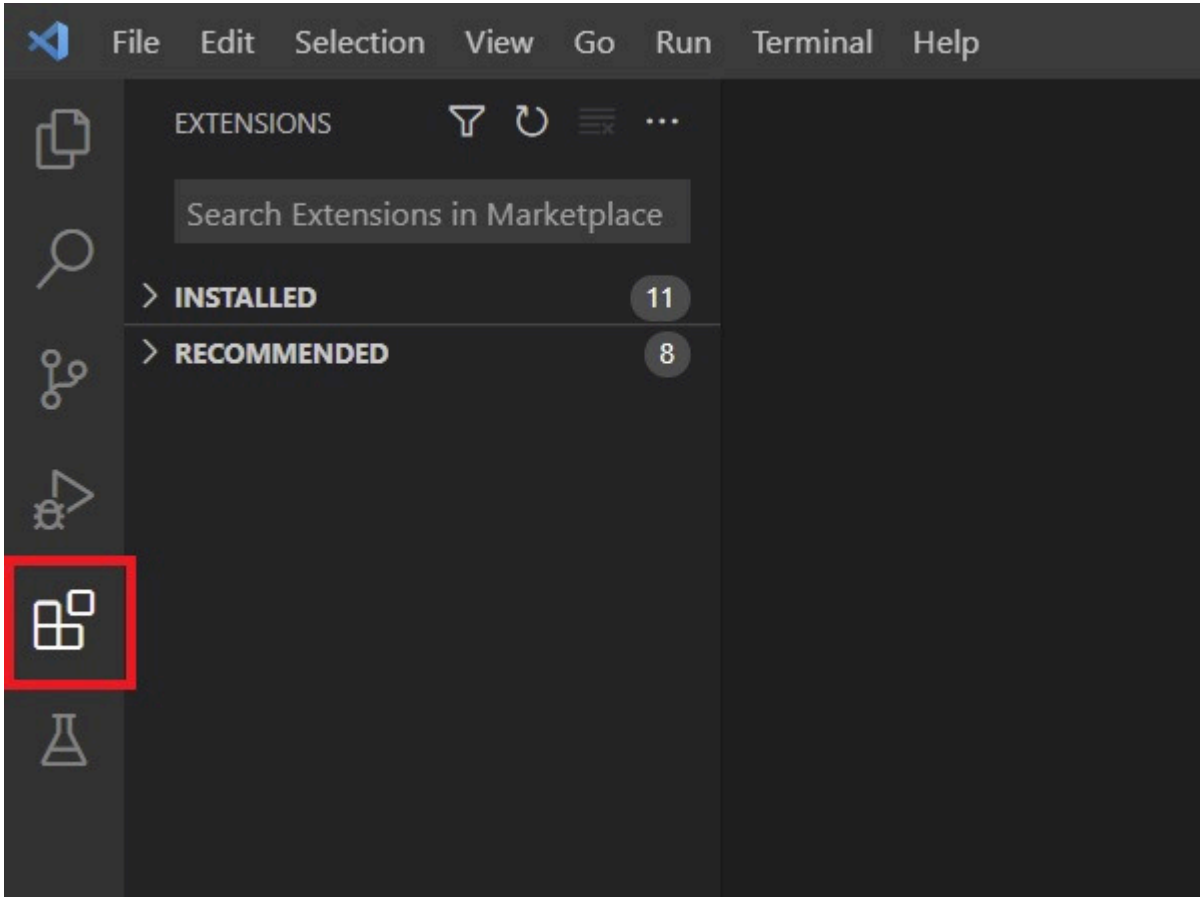 File Edit Selection View Go Run Terminal Help
EXTENSIONS
Search Extensions in Marketplace
INSTALLED 11
RECOMMENDED 8